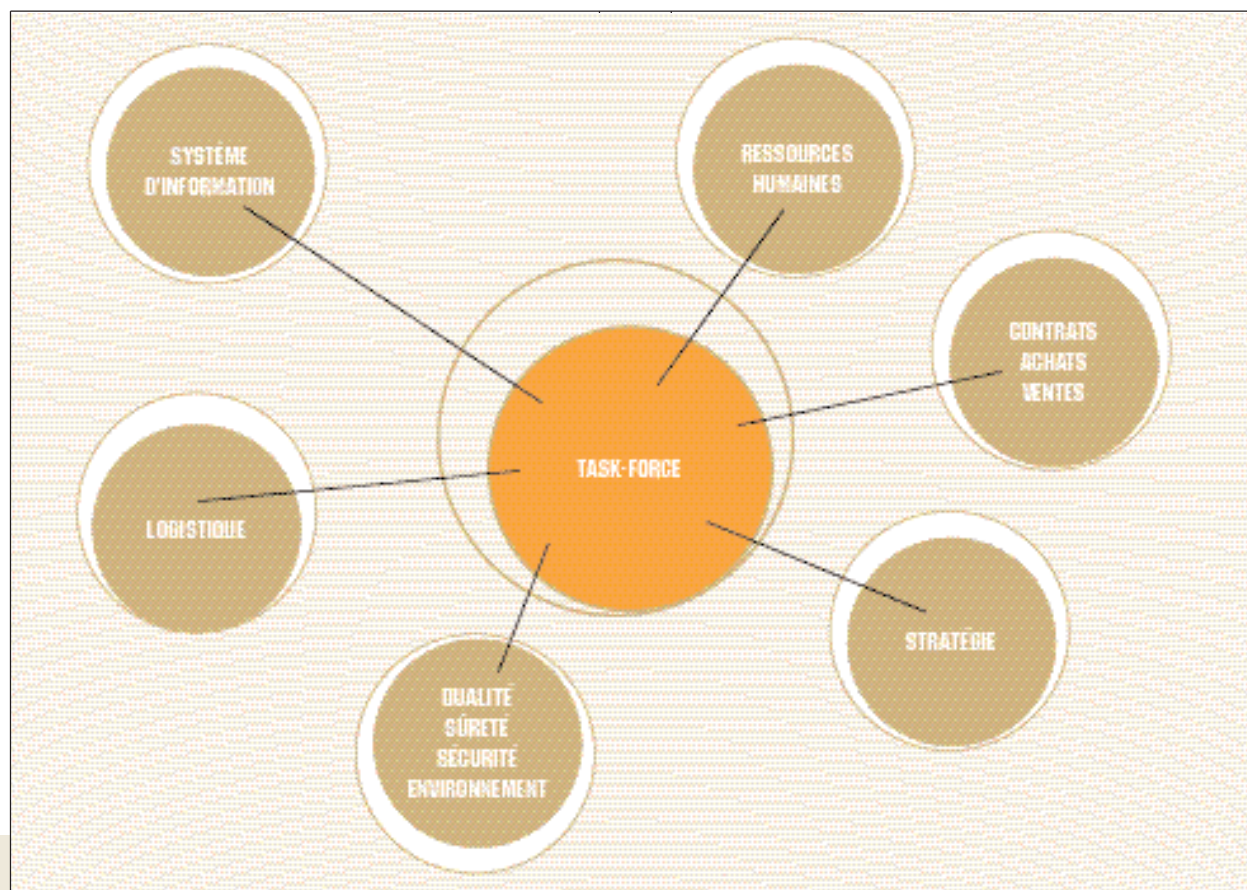 SYSTÈME
D'INFORMATION
RESSOURCES
HUMAINES
CONTRATS
ACHATS
VENTES
TASK-FORCE
LOGISTIQUE
STRATÉGIE
QUALITÉ
SÛRETÉ
SÉCURITÉ
ENVIRONNEMENT